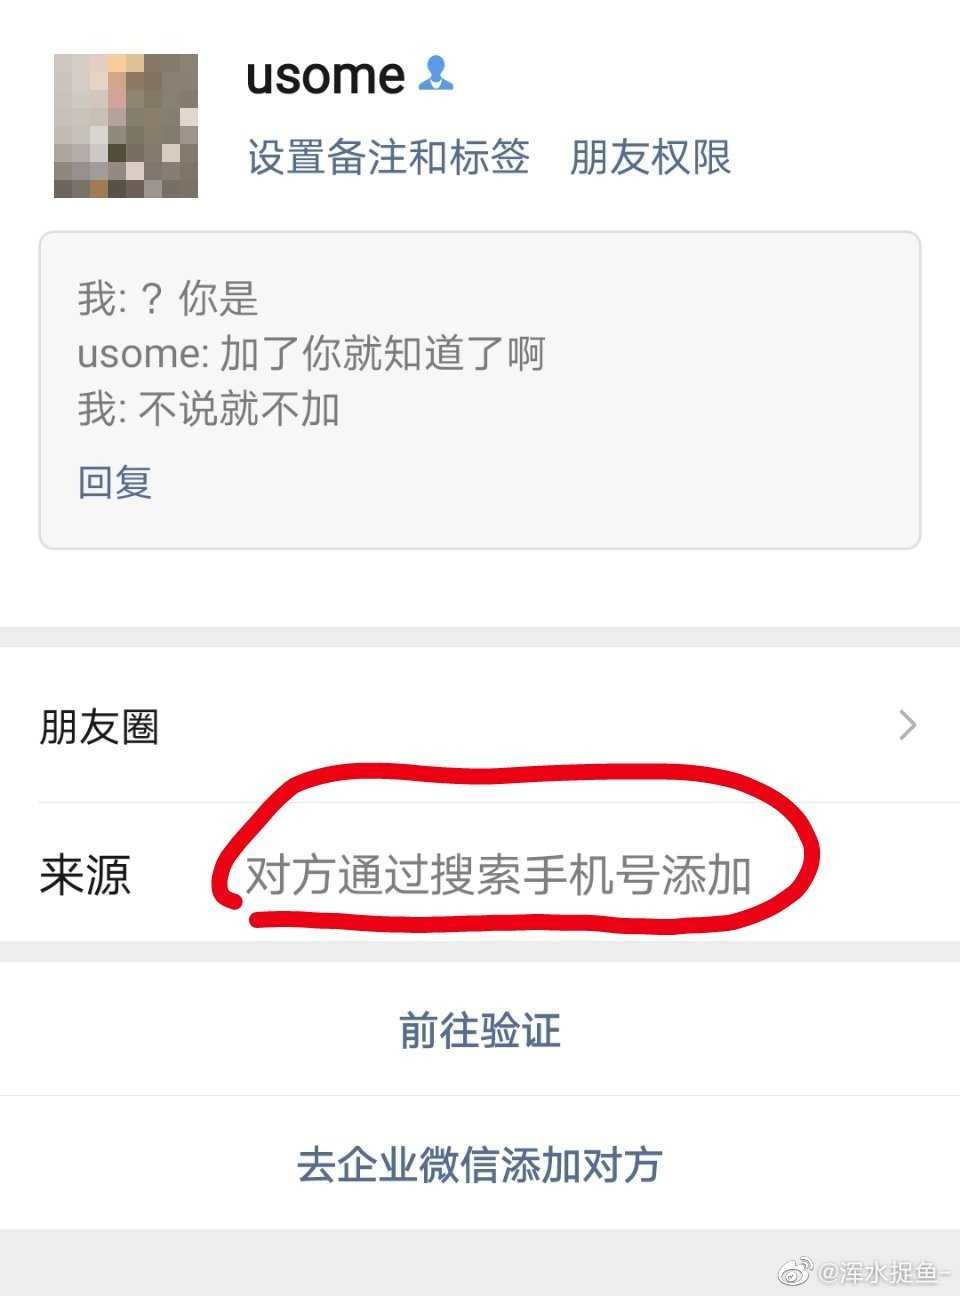 usome
设置备注和标签 朋友权限
我: ? 你是
usome: 加了你就知道了啊
我: 不说就不加
回复
朋友圈
来源 对方通过搜索手机号添加
前往验证
去企业微信添加对方
@浑水捉鱼-